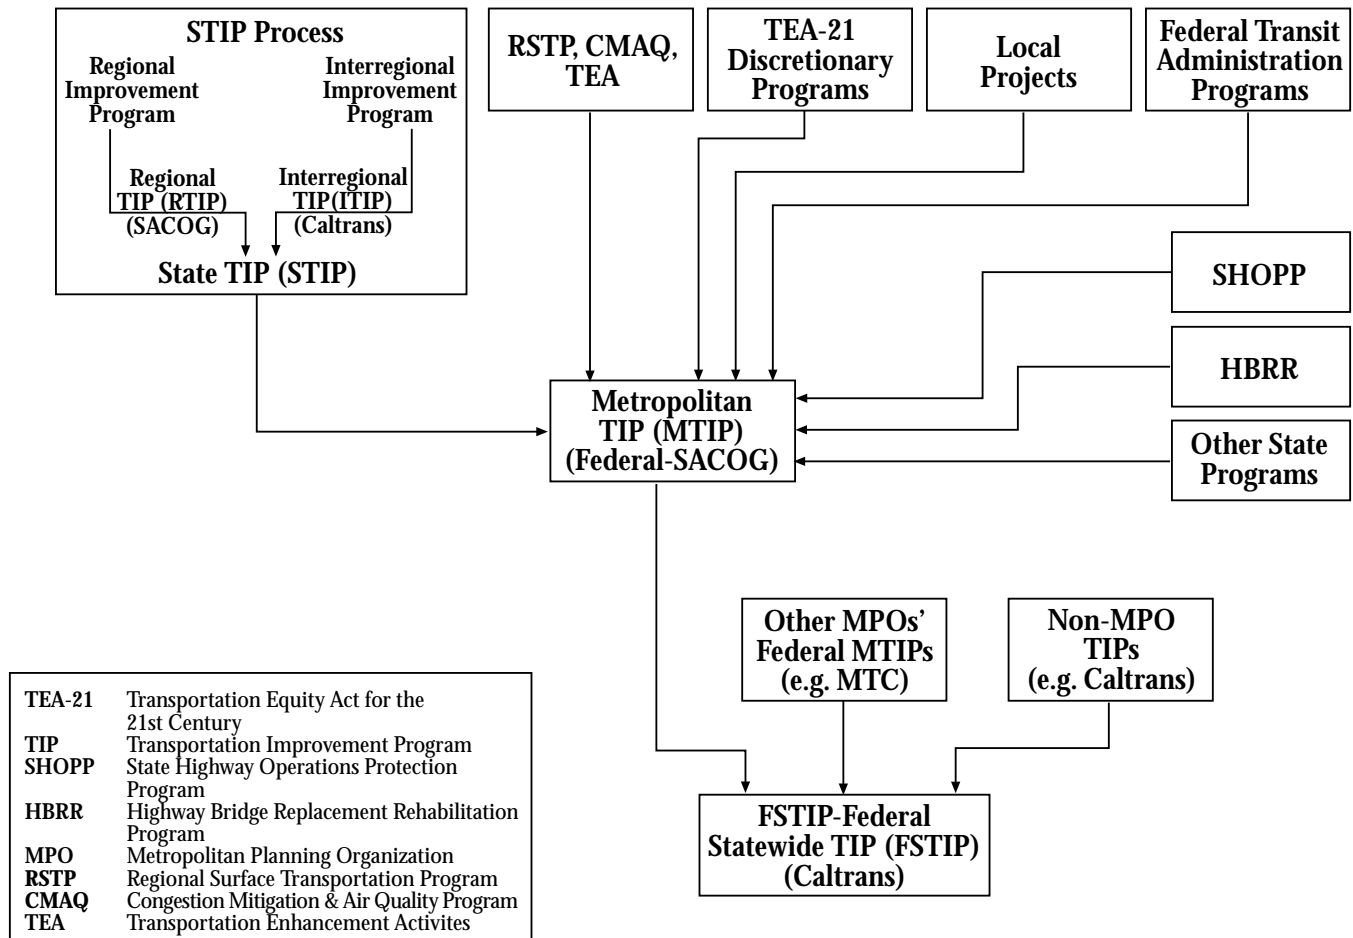 STIP Process
Regional
Improvement
Program
Interregional
Improvement
Program
Regional
TIP (RTIP)
(SACOG)
Interregional
TIP(ITIP)
(Caltrans)
State TIP (STIP)
RSTP, CMAQ,
TEA
TEA-21
Discretionary
Programs
Local
Projects
Federal Transit
Administration
Programs
SHOPP
HBRR
Other State
Programs
Metropolitan
TIP (MTIP)
(Federal-SACOG)
Other MPOs’
Federal MTIPs
(e.g. MTC)
Non-MPO
TIPs
(e.g. Caltrans)
FSTIP-Federal
Statewide TIP (FSTIP)
(Caltrans)
TEA-21 Transportation Equity Act for the
21st Century
TIP Transportation Improvement Program
SHOPP State Highway Operations Protection
Program
HBRR Highway Bridge Replacement Rehabilitation
Program
MPO Metropolitan Planning Organization
RSTP Regional Surface Transportation Program
CMAQ Congestion Mitigation & Air Quality Program
TEA Transportation Enhancement Activites